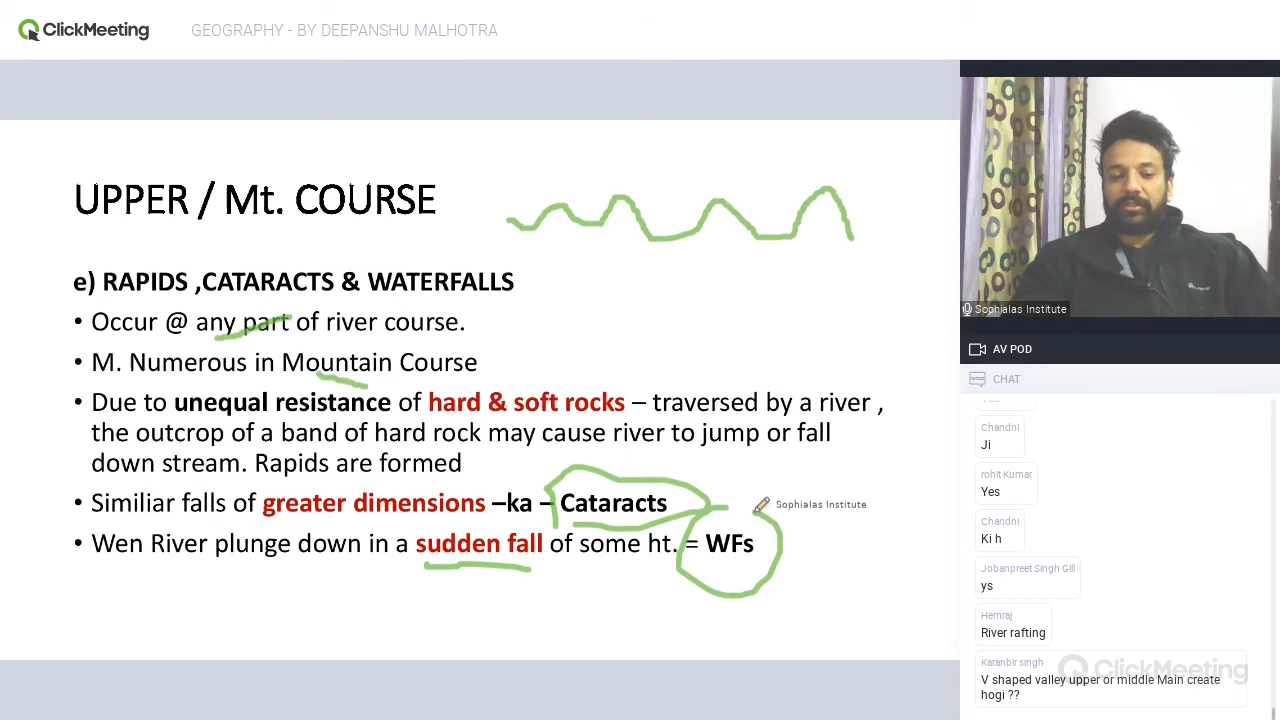 ClickMeeting
GEOGRAPHY - BY DEEPANSHU MALHOTRA
UPPER / Mt. COURSE
e) RAPIDS ,CATARACTS & WATERFALLS
• Occur @ any part of river course.
• M. Numerous in Mountain Course
• Due to unequal resistance of hard & soft rocks – traversed by a river ,
the outcrop of a band of hard rock may cause river to jump or fall
down stream. Rapids are formed
• Similiar falls of greater dimensions –ka – Cataracts
• Wen River plunge down in a sudden fall of some ht. = WFs
Sophialas Institute
Sophialas Institute
AV POD
CHAT
Chandni
Ji
rohit Kumar
Yes
Chandni
Ki h
Jobanpreet Singh Gill
ys
Hemraj
River rafting
Karanbir singh
V shaped valley upper or middle Main create
hogi ??
ClickMeeting